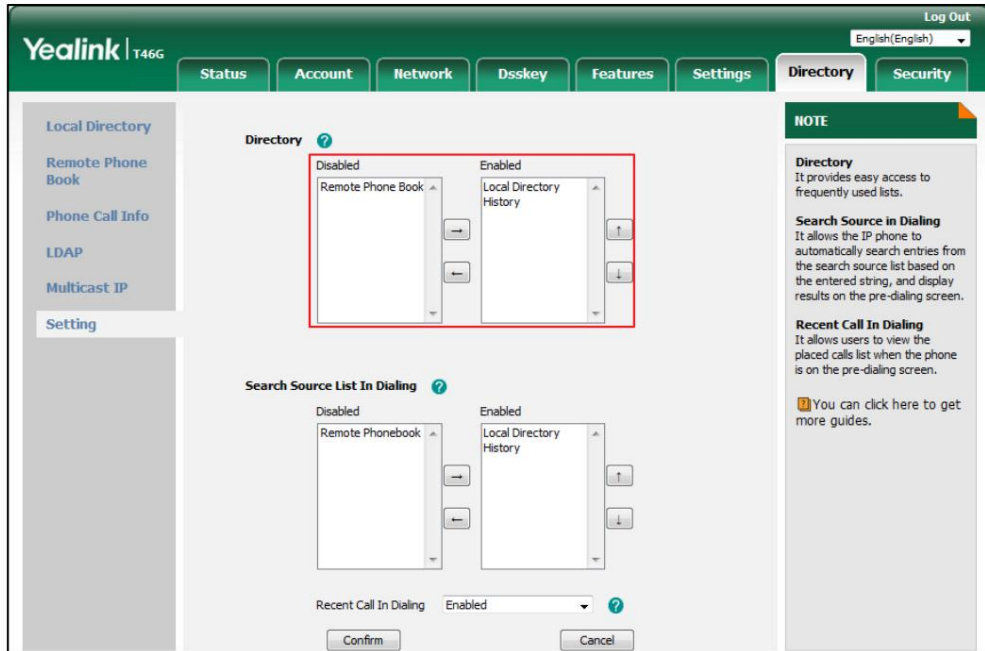 Log Out
Yealink | T46G
English(English)
Status Account Network Dsskey Features Settings Directory Security
Local Directory
Remote Phone
Book
Phone Call Info
LDAP
Multicast IP
Setting
Directory ?
Disabled Enabled
Remote Phone Book Local Directory
History
→ ↑
← ↓
Search Source List In Dialing ?
Disabled Enabled
Remote Phonebook Local Directory
History
→ ↑
← ↓
Recent Call In Dialing Enabled ?
Confirm Cancel
NOTE
Directory
It provides easy access to
frequently used lists.
Search Source in Dialing
It allows the IP phone to
automatically search entries from
the search source list based on
the entered string, and display
results on the pre-dialing screen.
Recent Call In Dialing
It allows users to view the
placed calls list when the phone
is on the pre-dialing screen.
? You can click here to get
more guides.